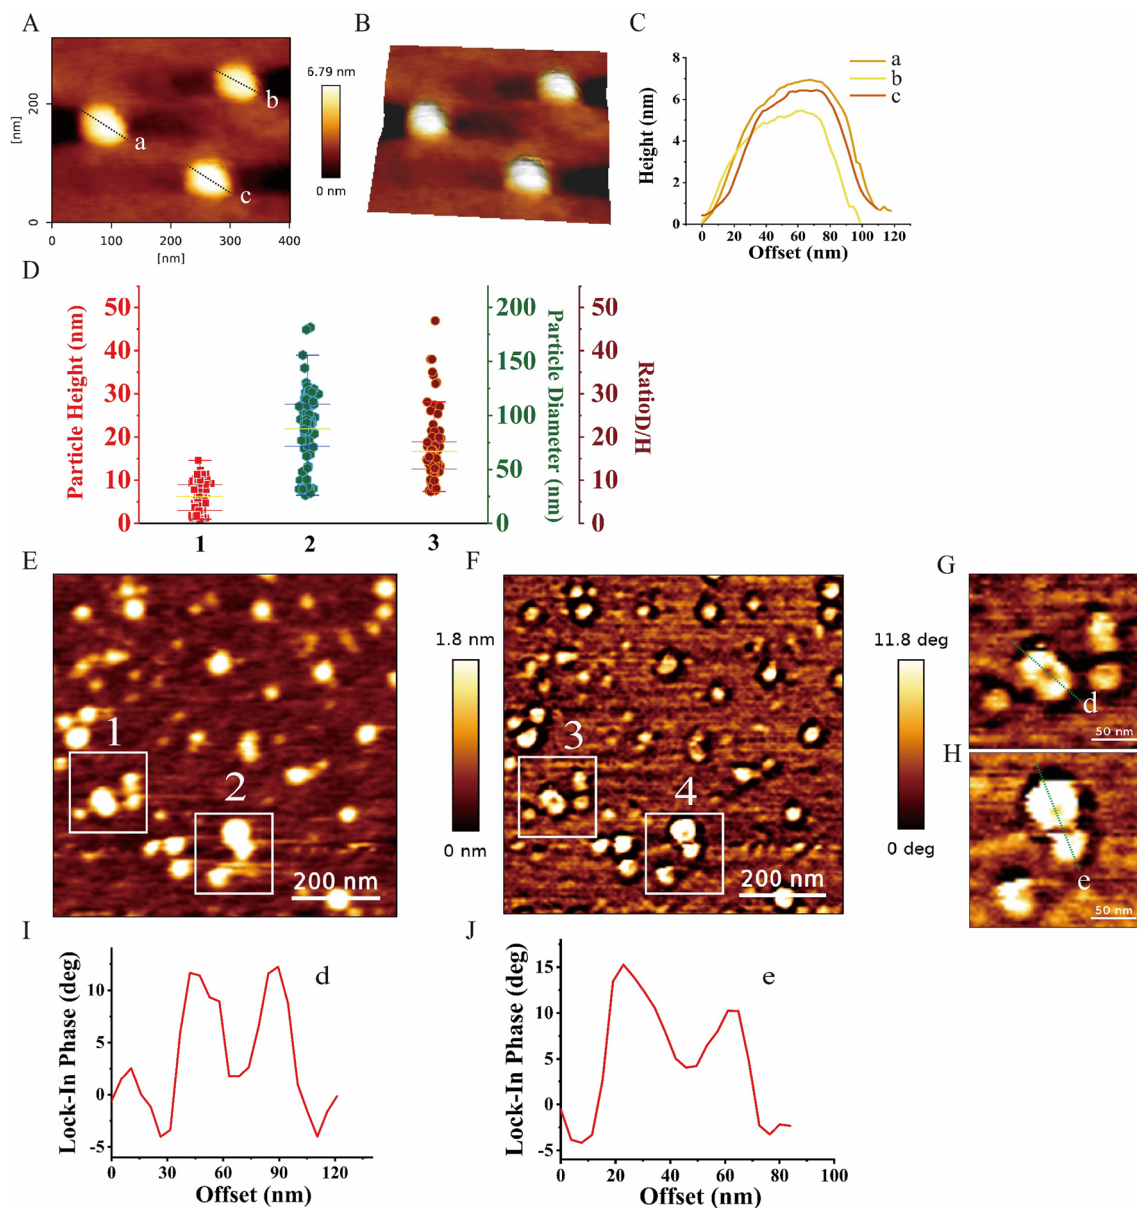 A
B
C
6.79 nm
0 nm
[nm]
200
0
a
b
c
0
100
200
300
400
[nm]
Height (nm)
8
6
4
2
0
a
b
c
0
20
40
60
80
100
120
Offset (nm)
D
Particle Height (nm)
50
40
30
20
10
0
200
150
100
50
0
Particle Diameter (nm)
50
40
30
20
10
0
RatioD/H
1
2
3
E
1
2
200 nm
1.8 nm
0 nm
F
3
4
200 nm
11.8 deg
0 deg
G
d
50 nm
H
e
50 nm
I
Lock-In Phase (deg)
10
5
0
-5
d
0
30
60
90
120
Offset (nm)
J
Lock-In Phase (deg)
15
10
5
0
-5
e
0
20
40
60
80
100
Offset (nm)